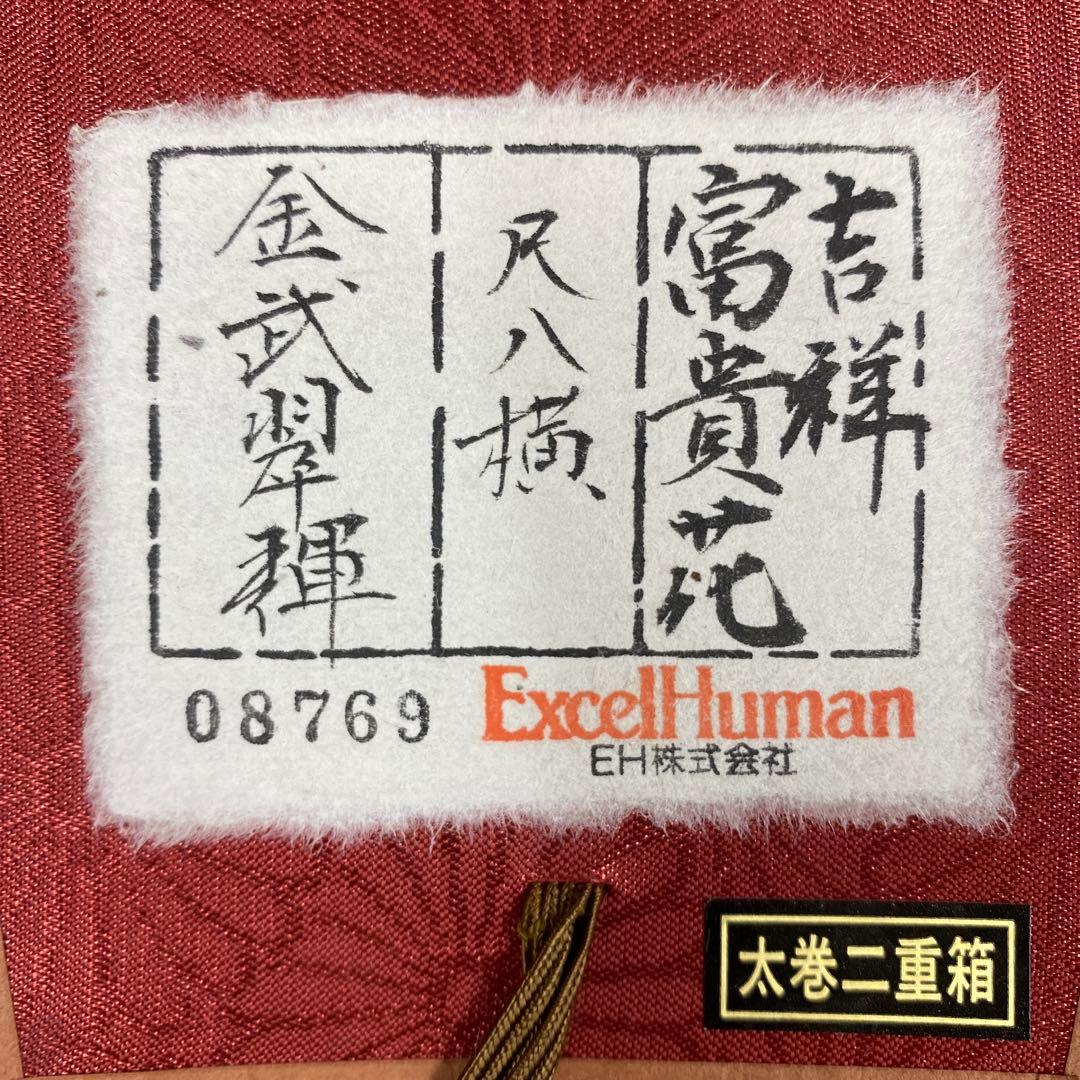 吉祥
富貴花
尺八横
金武翠輝
08769
ExcelHuman
EH株式会社
太巻二重箱